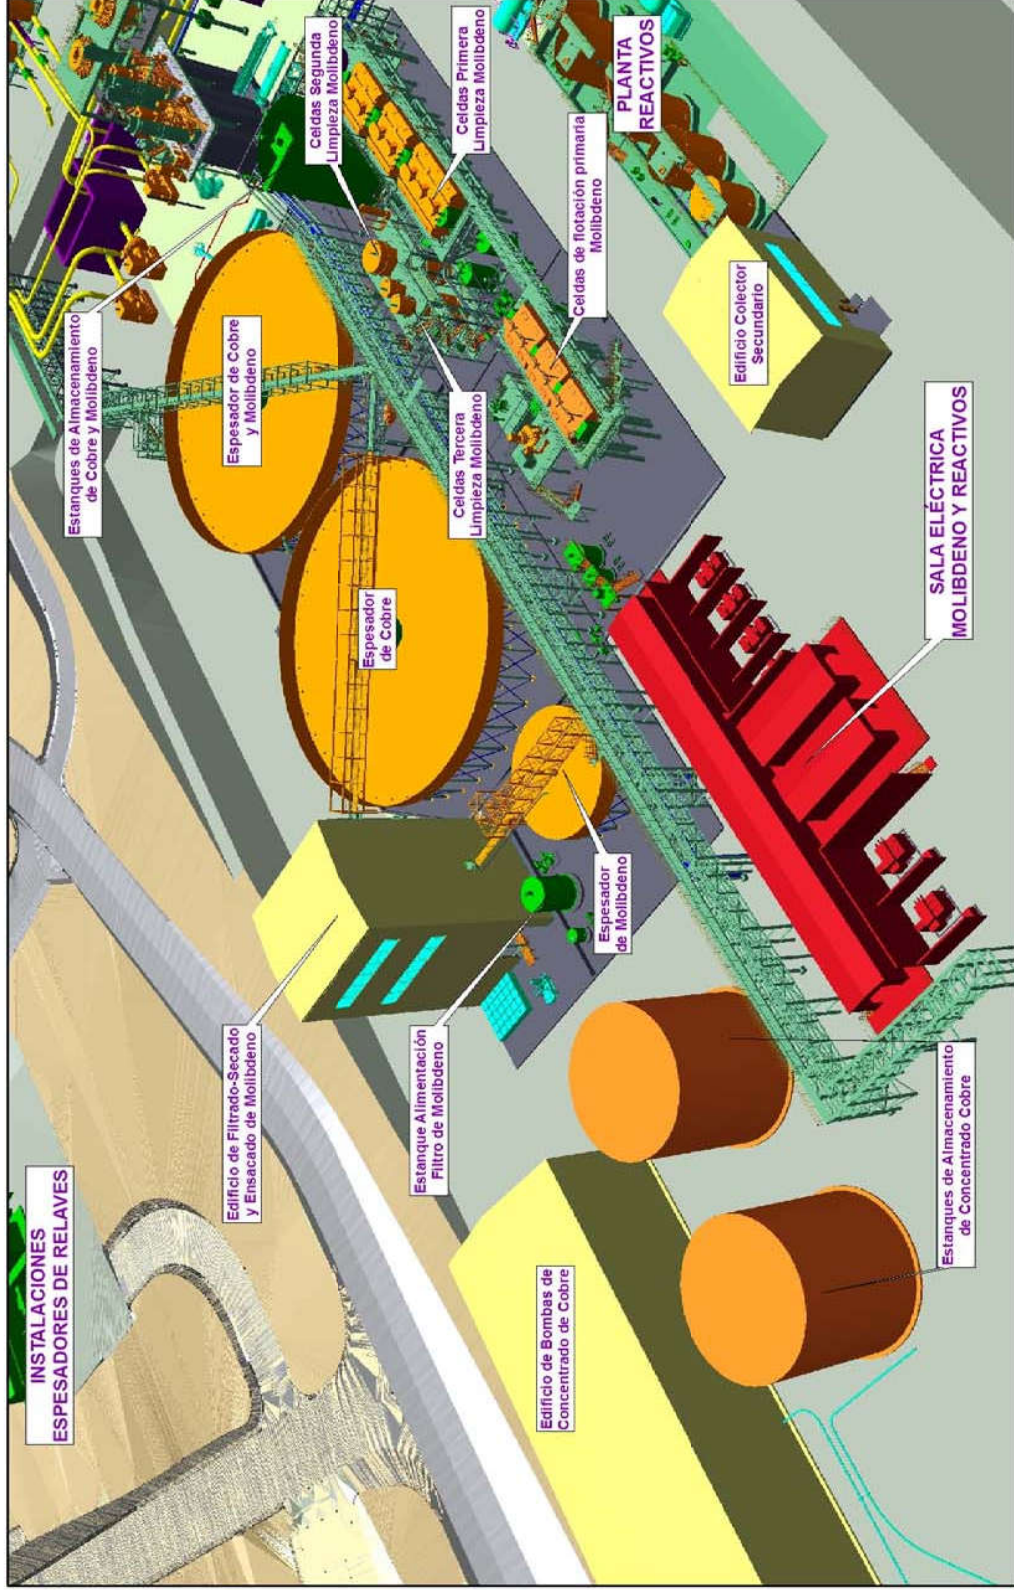 INSTALACIONES
ESPESADORES DE RELAVES
Estanques de Almacenamiento
de Cobre y Molibdeno
Edificio de Filtrado-Secado
y Ensacado de Molibdeno
Espesador de Cobre
y Molibdeno
Celdas Segunda
Limpieza Molibdeno
Espesador
de Cobre
Estanque Alimentación
Filtro de Molibdeno
Celdas Tercera
Limpieza Molibdeno
Celdas Primera
Limpieza Molibdeno
Edificio de Bombas de
Concentrado de Cobre
Espesador
de Molibdeno
Celdas de flotación primaria
Molibdeno
PLANTA
REACTIVOS
Edificio Colector
Secundario
Estanques de Almacenamiento
de Concentrado Cobre
SALA ELÉCTRICA
MOLIBDENO Y REACTIVOS